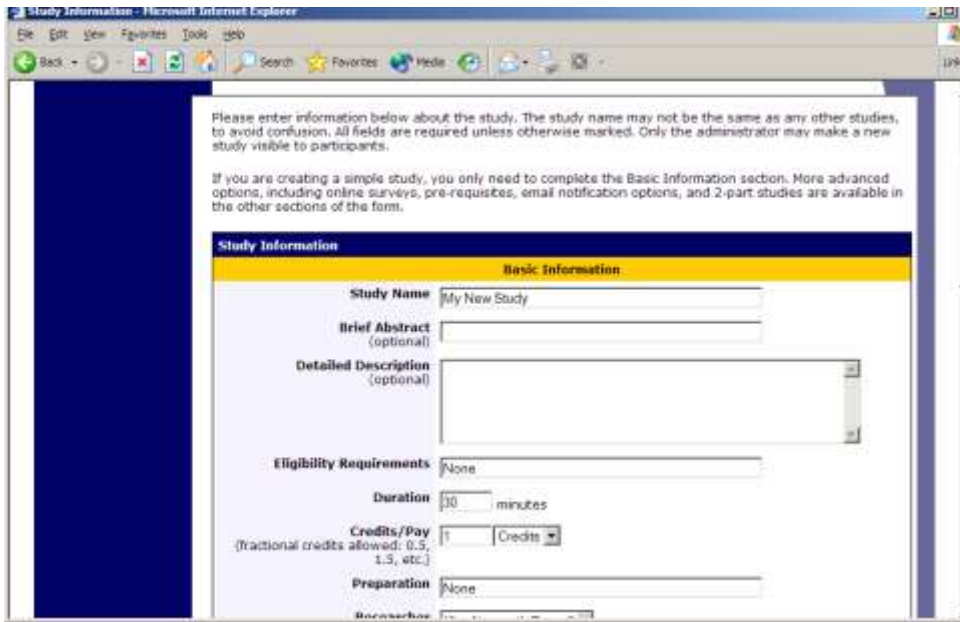 Study Information - Microsoft Internet Explorer
File Edit View Favorites Tools Help
Back Search Favorites Media
Please enter information below about the study. The study name may not be the same as any other studies,
to avoid confusion. All fields are required unless otherwise marked. Only the administrator may make a new
study visible to participants.
If you are creating a simple study, you only need to complete the Basic Information section. More advanced
options, including online surveys, pre-requisites, email notification options, and 2-part studies are available in
the other sections of the form.
Study Information
Basic Information
Study Name My New Study
Brief Abstract
(optional)
Detailed Description
(optional)
Eligibility Requirements None
Duration 30 minutes
Credits/Pay 1 Credits
(fractional credits allowed: 0.5,
1.5, etc.)
Preparation None
Researcher